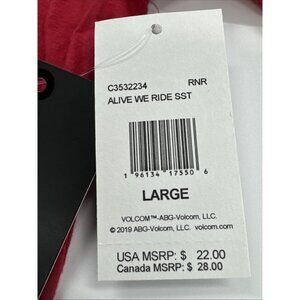 C3532234 RNR
ALIVE WE RIDE SST
1 96134 17550 6
LARGE
VOLCOM™-ABG-Volcom, LLC.
© 2019 ABG-Volcom, LLC. volcom.com
USA MSRP: $ 22.00
Canada MSRP: $ 28.00